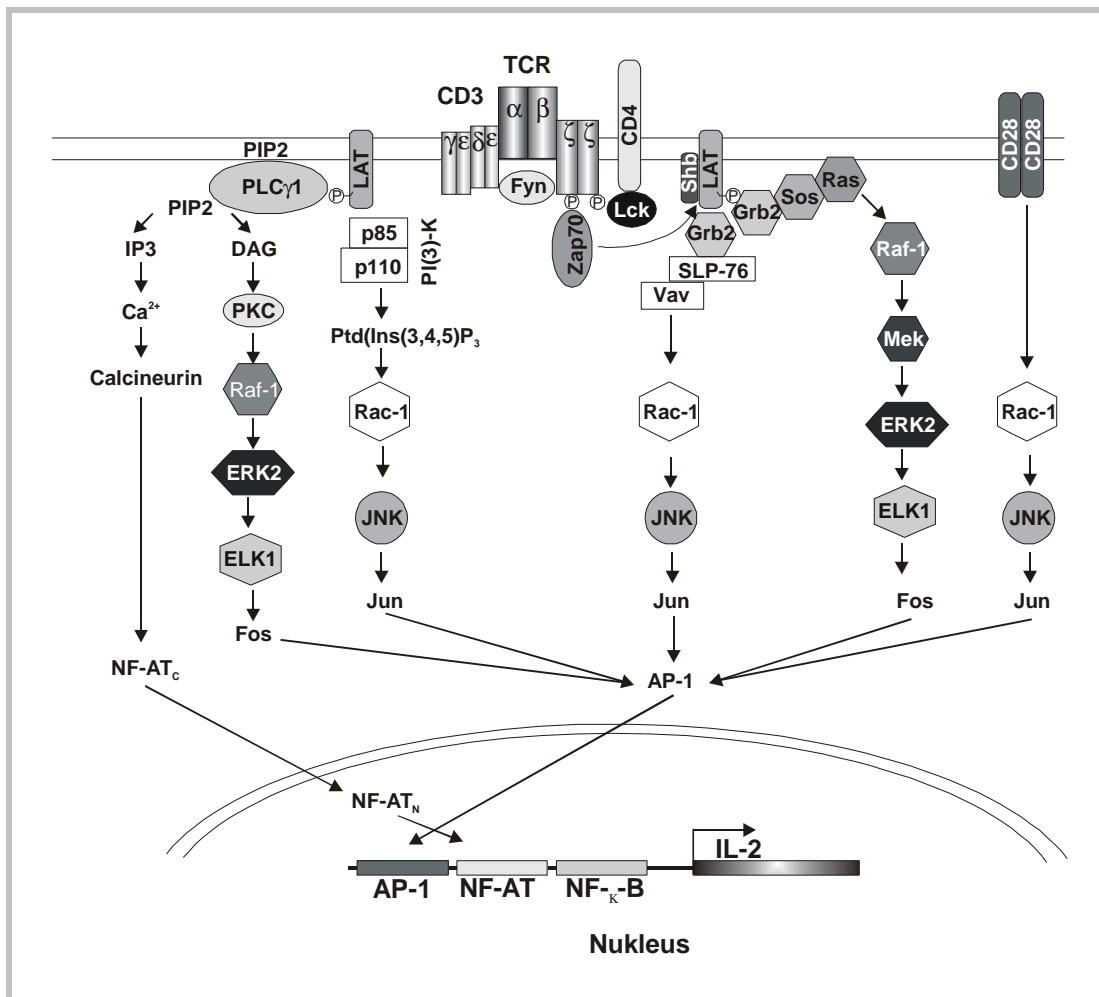 TCR
CD3
α β
γ ε δ ε
ζ ζ
CD4
CD28 CD28
PIP2
PLCγ1
P
LAT
Fyn
P P
Lck
Zap70
Shb
LAT
P
Grb2
Grb2
Sos
Ras
SLP-76
Vav
PIP2
IP3
DAG
Ca²⁺
PKC
Calcineurin
Raf-1
ERK2
ELK1
Fos
NF-ATC
p85
p110
PI(3)-K
Ptd(Ins(3,4,5)P₃
Rac-1
JNK
Jun
Rac-1
JNK
Jun
Raf-1
Mek
ERK2
ELK1
Fos
Rac-1
JNK
Jun
AP-1
NF-ATN
IL-2
AP-1 NF-AT NF-κ-B
Nukleus